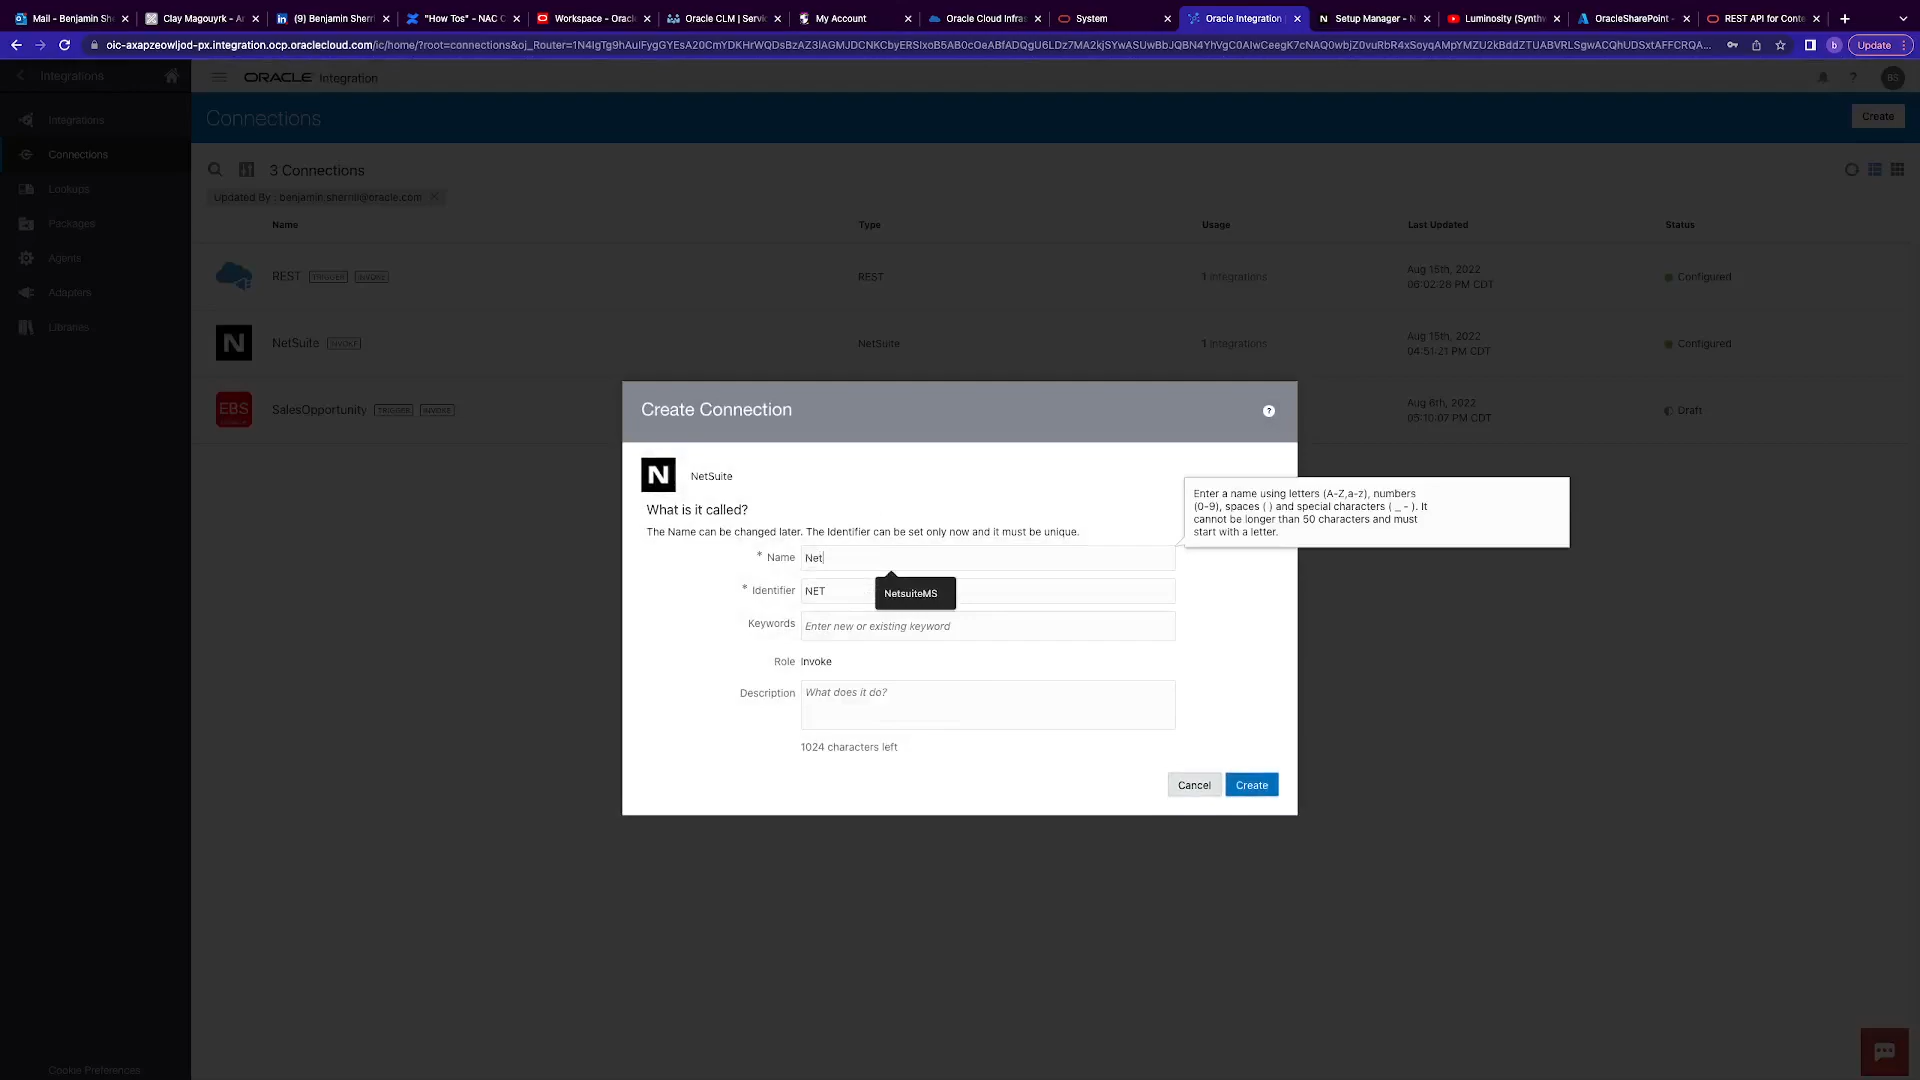 Mail - Benjamin Sh
Clay Magouyrk - A
(9) Benjamin Sherri
"How Tos" - NAC C
Workspace - Oracl
Oracle CLM | Servi
My Account
Oracle Cloud Infras
System
Oracle Integration
Setup Manager - N
Luminosity (Synthw
OracleSharePoint -
REST API for Conte
Update
Integrations
ORACLE Integration
BS
Connections
Create
Integrations
Connections
Lookups
Packages
Agents
Adapters
Libraries
3 Connections
Updated By : benjamin.sherrill@oracle.com
Name
Type
Usage
Last Updated
Status
REST TRIGGER INVOKE
REST
1 Integrations
Aug 15th, 2022
06:02:28 PM CDT
Configured
N
NetSuite INVOKE
NetSuite
1 Integrations
Aug 15th, 2022
04:51:21 PM CDT
Configured
EBS
SalesOpportunity TRIGGER INVOKE
Aug 6th, 2022
05:10:07 PM CDT
Draft
Create Connection
?
N
NetSuite
What is it called?
The Name can be changed later. The Identifier can be set only now and it must be unique.
Enter a name using letters (A-Z,a-z), numbers
(0-9), spaces ( ) and special characters ( _ - ). It
cannot be longer than 50 characters and must
start with a letter.
* Name Net
* Identifier NET
NetsuiteMS
Keywords Enter new or existing keyword
Role Invoke
Description What does it do?
1024 characters left
Cancel
Create
Cookie Preferences